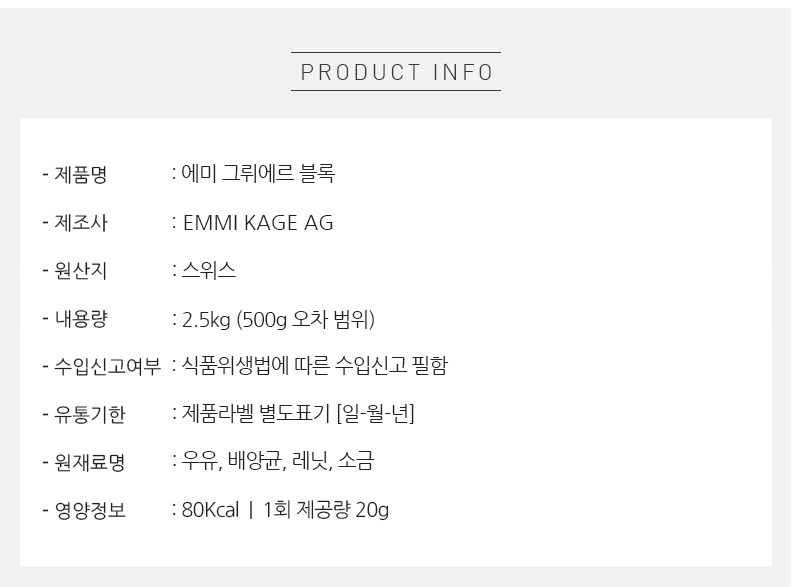 PRODUCT INFO
- 제품명 : 에미 그뤼에르 블록
- 제조사 : EMMI KAGE AG
- 원산지 : 스위스
- 내용량 : 2.5kg (500g 오차 범위)
- 수입신고여부 : 식품위생법에 따른 수입신고 필함
- 유통기한 : 제품라벨 별도표기 [일-월-년]
- 원재료명 : 우유, 배양균, 레닛, 소금
- 영양정보 : 80Kcal | 1회 제공량 20g